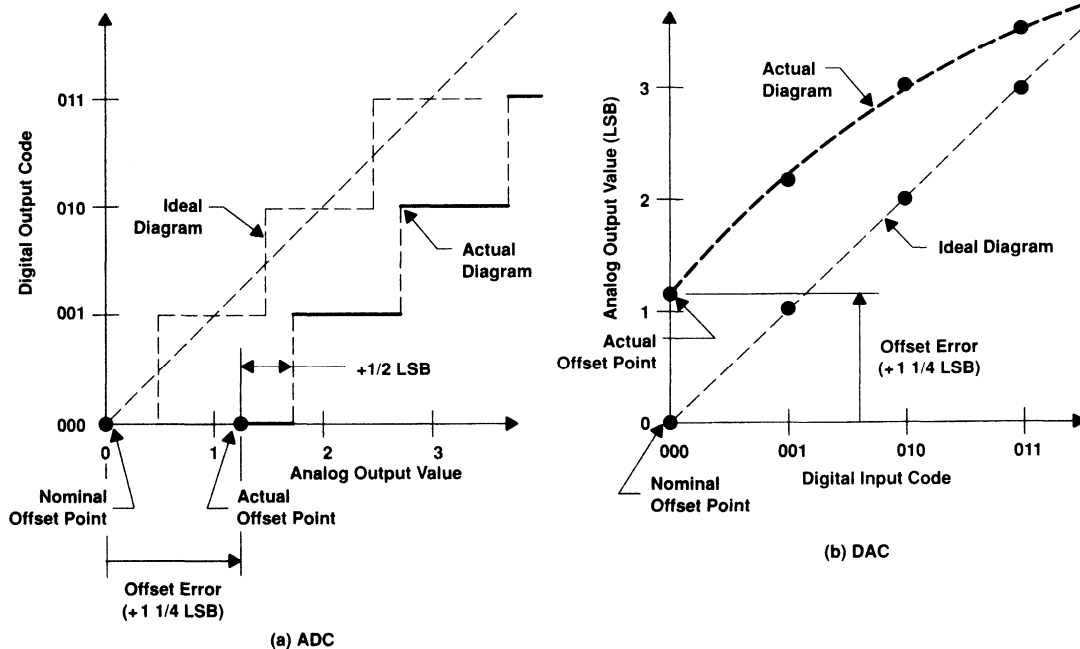 Digital Output Code
011
010
001
000
Ideal
Diagram
Actual
Diagram
+1/2 LSB
0
1
2
3
Analog Output Value
Nominal
Offset Point
Actual
Offset Point
Offset Error
(+1 1/4 LSB)
(a) ADC
Analog Output Value (LSB)
3
2
1
0
Actual
Diagram
Ideal Diagram
Actual
Offset Point
Offset Error
(+1 1/4 LSB)
000
001
010
011
Digital Input Code
Nominal
Offset Point
(b) DAC